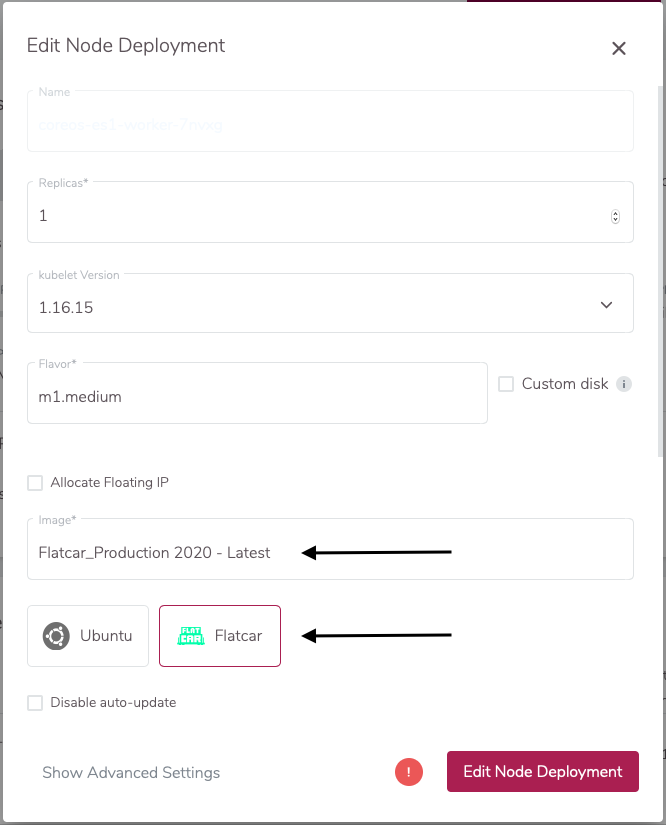 Edit Node Deployment
Name
coreos-es1-worker-7nvxg
Replicas*
1
kubelet Version
1.16.15
Flavor*
m1.medium
Custom disk
Allocate Floating IP
Image*
Flatcar_Production 2020 - Latest
Ubuntu
FLAT CAR Flatcar
Disable auto-update
Show Advanced Settings
Edit Node Deployment